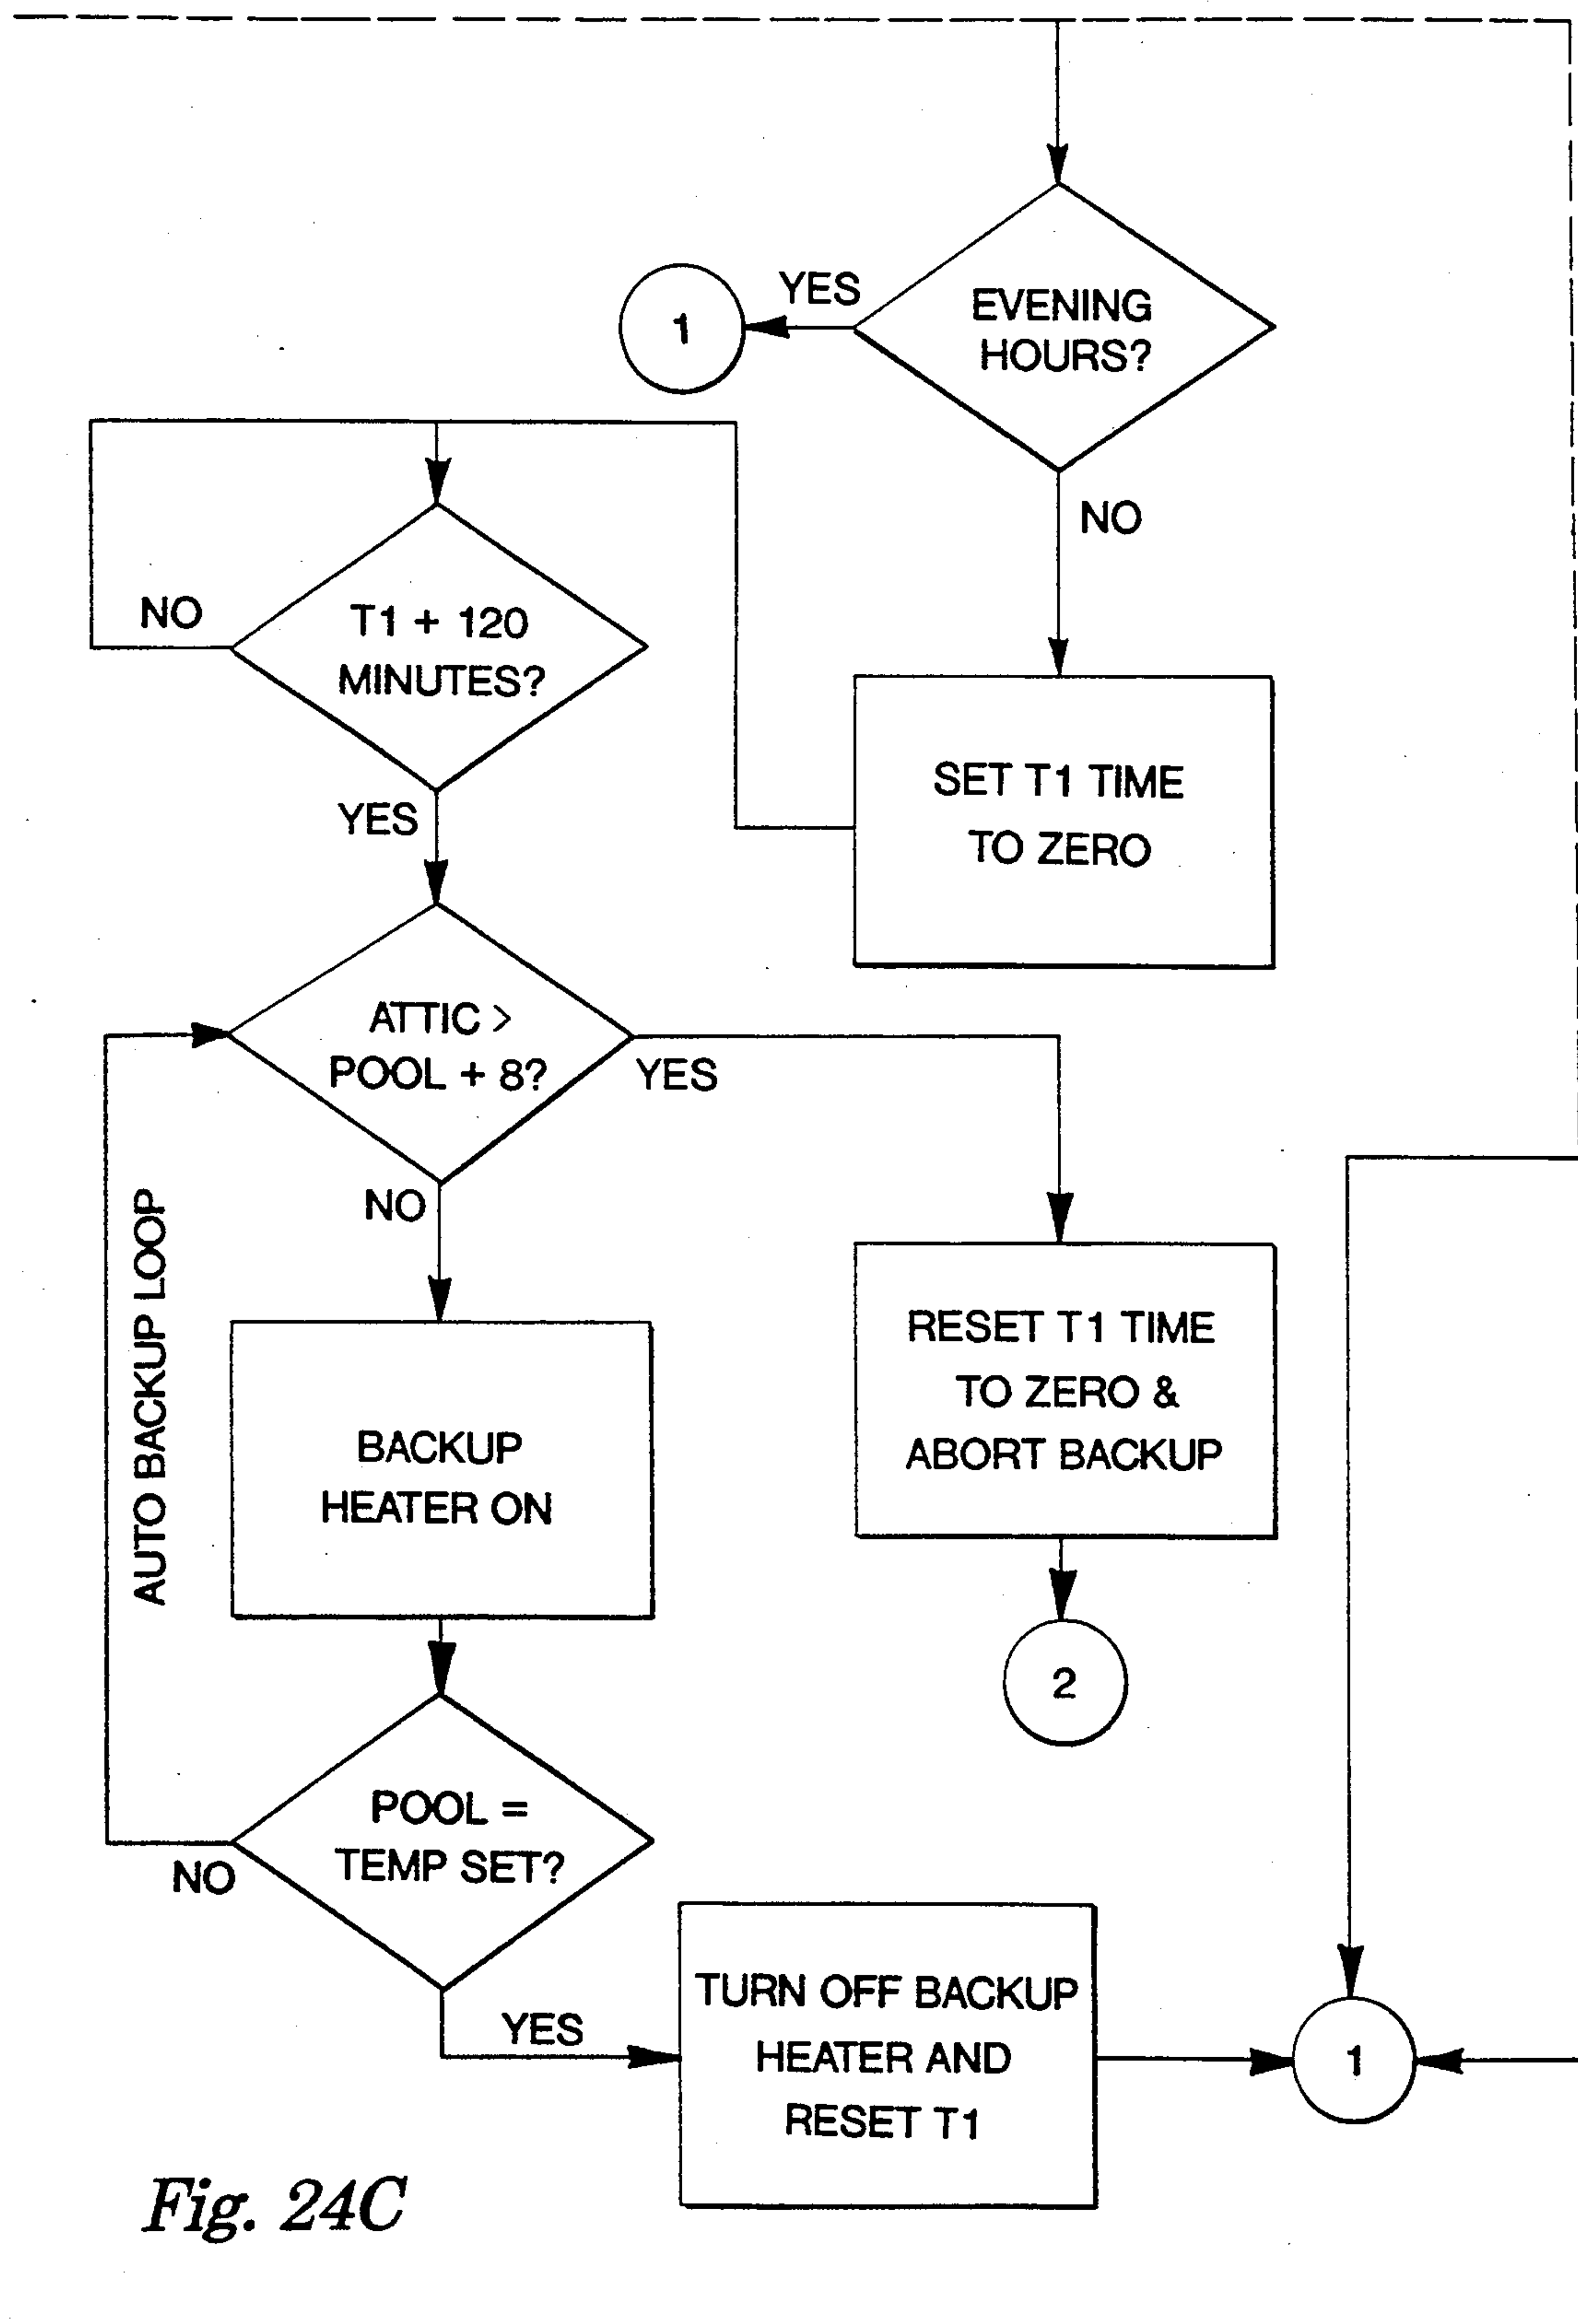 YES
1
EVENING
HOURS?
NO
NO
T1 + 120
MINUTES?
YES
SET T1 TIME
TO ZERO
ATTIC >
POOL + 8?
YES
NO
AUTO BACKUP LOOP
BACKUP
HEATER ON
RESET T1 TIME
TO ZERO &
ABORT BACKUP
2
POOL =
TEMP SET?
NO
YES
TURN OFF BACKUP
HEATER AND
RESET T1
1
Fig. 24C